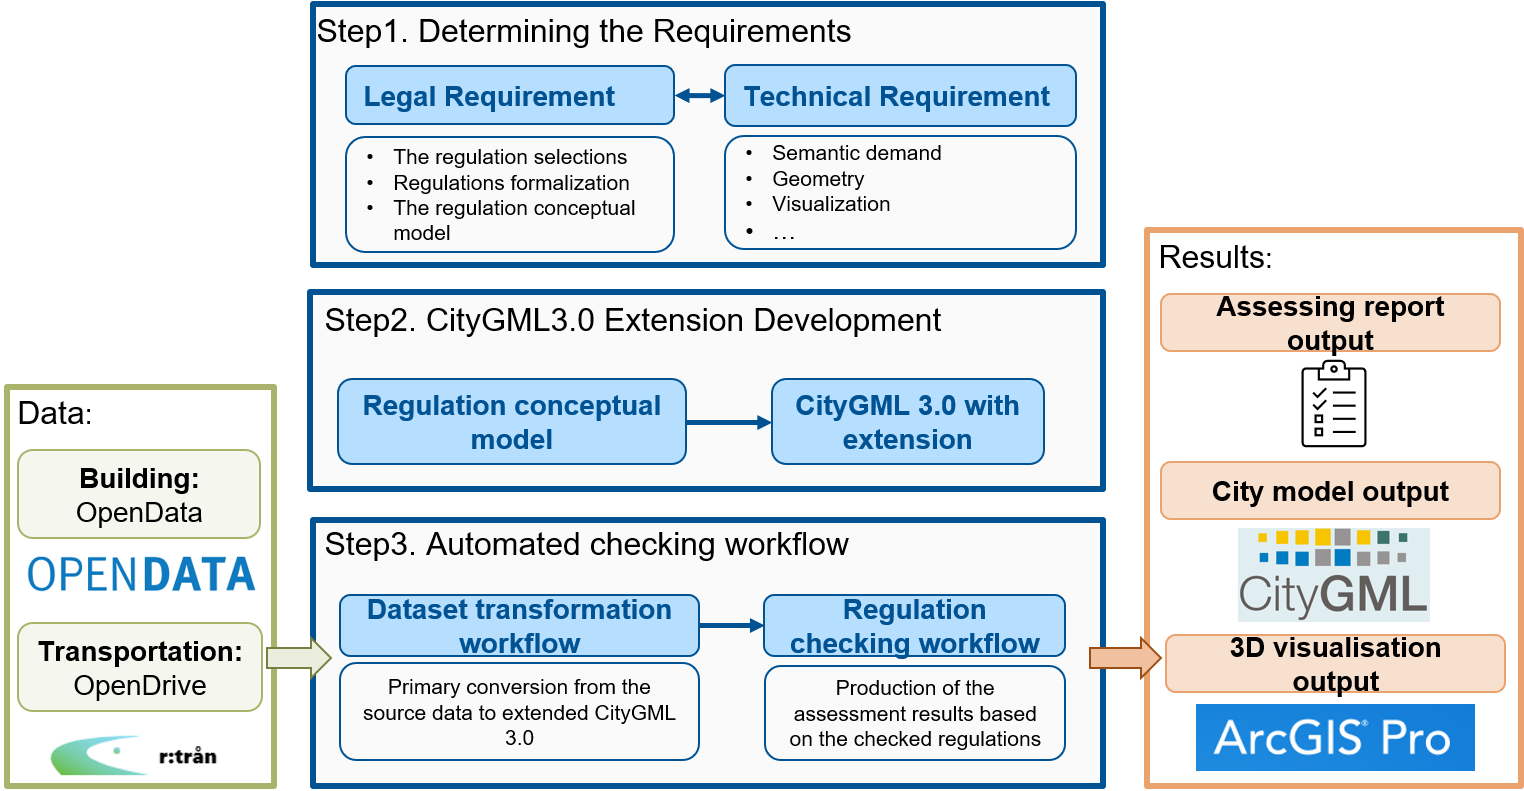 Step1. Determining the Requirements
Legal Requirement
Technical Requirement
• The regulation selections
• Regulations formalization
• The regulation conceptual
model
• Semantic demand
• Geometry
• Visualization
• ...
Step2. CityGML3.0 Extension Development
Regulation conceptual
model
CityGML 3.0 with
extension
Step3. Automated checking workflow
Dataset transformation
workflow
Primary conversion from the
source data to extended CityGML
3.0
Regulation
checking workflow
Production of the
assessment results based
on the checked regulations
Data:
Building:
OpenData
OPENDATA
Transportation:
OpenDrive
r:trån
Results:
Assessing report
output
City model output
CityGML
3D visualisation
output
ArcGIS® Pro